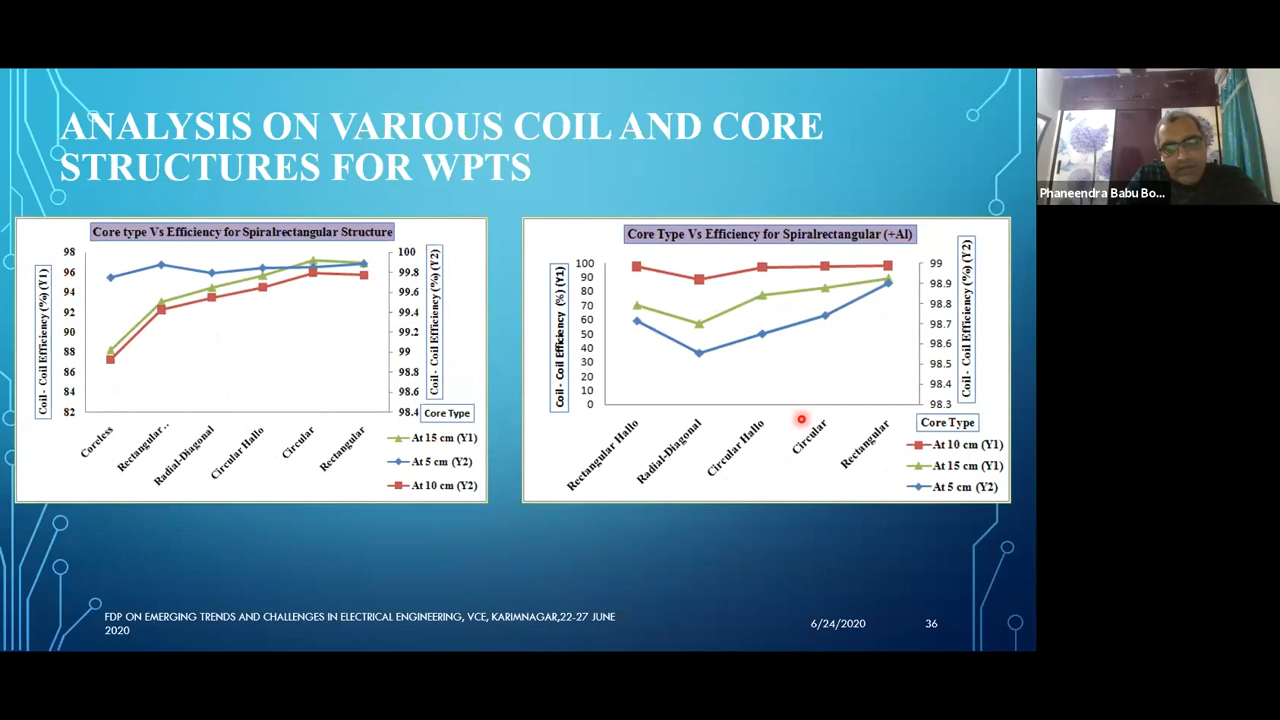 ANALYSIS ON VARIOUS COIL AND CORE
STRUCTURES FOR WPTS
Phaneendra Babu Bo...
Core type Vs Efficiency for Spiralrectangular Structure
98
96
94
92
90
88
86
84
82
Coil - Coil Efficiency (%) (Y1)
100
99.8
99.6
99.4
99.2
99
98.8
98.6
98.4
Coil - Coil Efficiency (%) (Y2)
Coreless
Rectangular ..
Radial-Diagonal
Circular Hallo
Circular
Rectangular
Core Type
At 15 cm (Y1)
At 5 cm (Y2)
At 10 cm (Y2)
Core Type Vs Efficiency for Spiralrectangular (+Al)
100
90
80
70
60
50
40
30
20
10
0
Coil - Coil Efficiency (%) (Y1)
99
98.9
98.8
98.7
98.6
98.5
98.4
98.3
Coil - Coil Efficiency (%) (Y2)
Rectangular Hallo
Radial-Diagonal
Circular Hallo
Circular
Rectangular
Core Type
At 10 cm (Y1)
At 15 cm (Y1)
At 5 cm (Y2)
FDP ON EMERGING TRENDS AND CHALLENGES IN ELECTRICAL ENGINEERING, VCE, KARIMNAGAR,22-27 JUNE
2020
6/24/2020
36